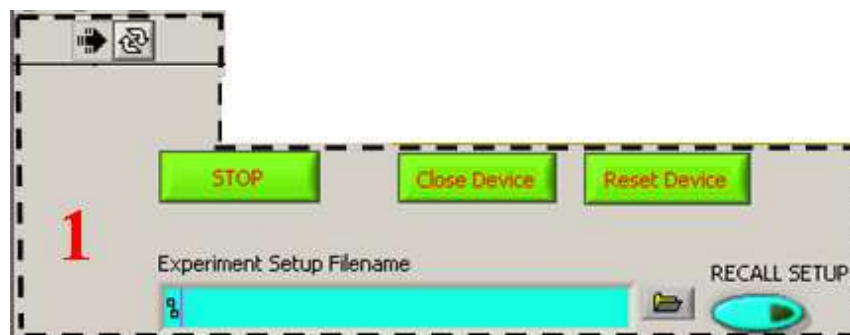 STOP Close Device Reset Device
1
Experiment Setup Filename
RECALL SETUP